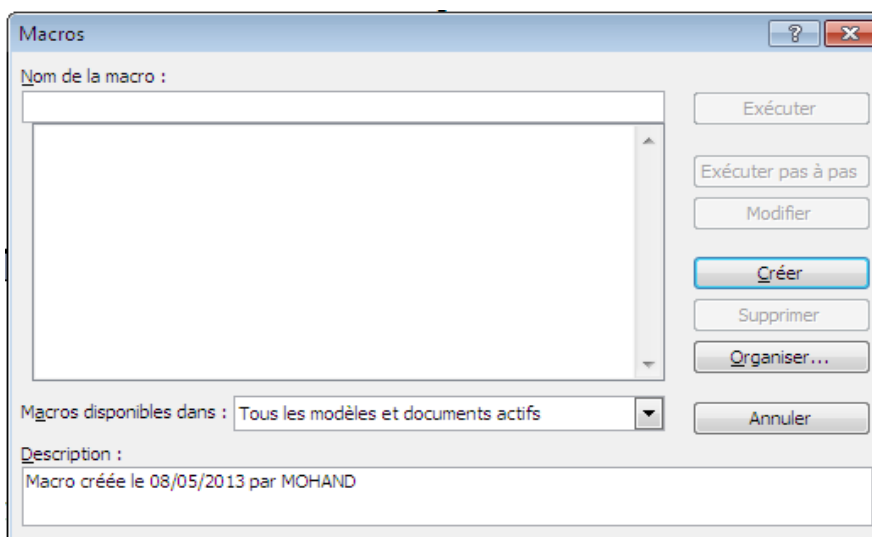 Macros
Nom de la macro :
Exécuter
Exécuter pas à pas
Modifier
Créer
Supprimer
Organiser...
Macros disponibles dans : Tous les modèles et documents actifs
Annuler
Description :
Macro créée le 08/05/2013 par MOHAND